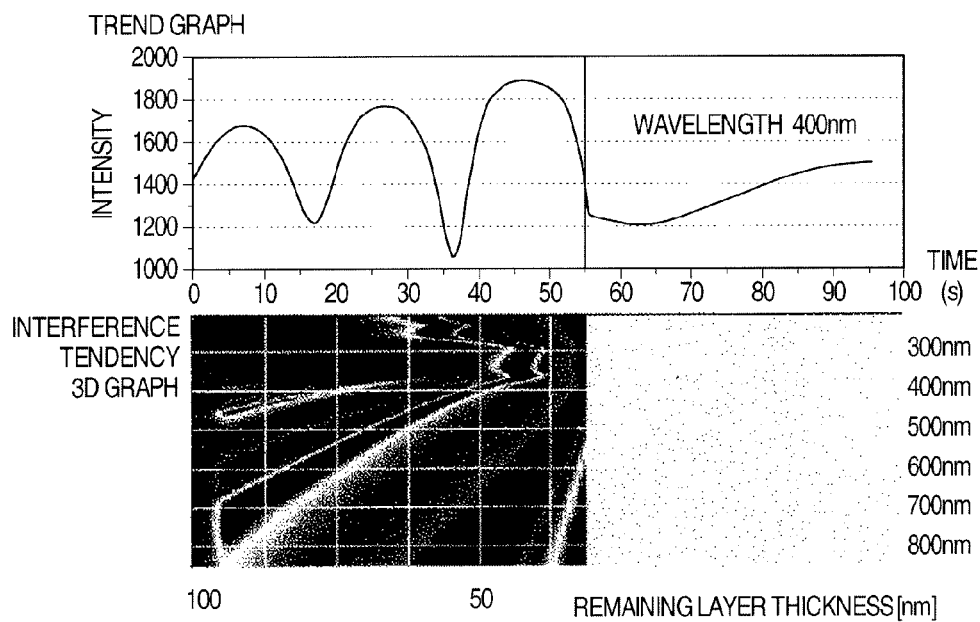 TREND GRAPH
2000
1800
1600
1400
1200
1000
INTENSITY
WAVELENGTH 400nm
0 10 20 30 40 50 60 70 80 90 100
TIME
(s)
INTERFERENCE
TENDENCY
3D GRAPH
300nm
400nm
500nm
600nm
700nm
800nm
100 50 REMAINING LAYER THICKNESS [nm]